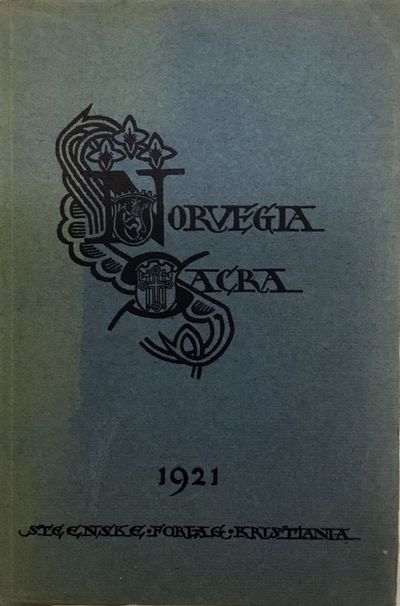 NORVEGIA
SACRA
1921
STEENSKE · FORLAG · KRISTIANIA